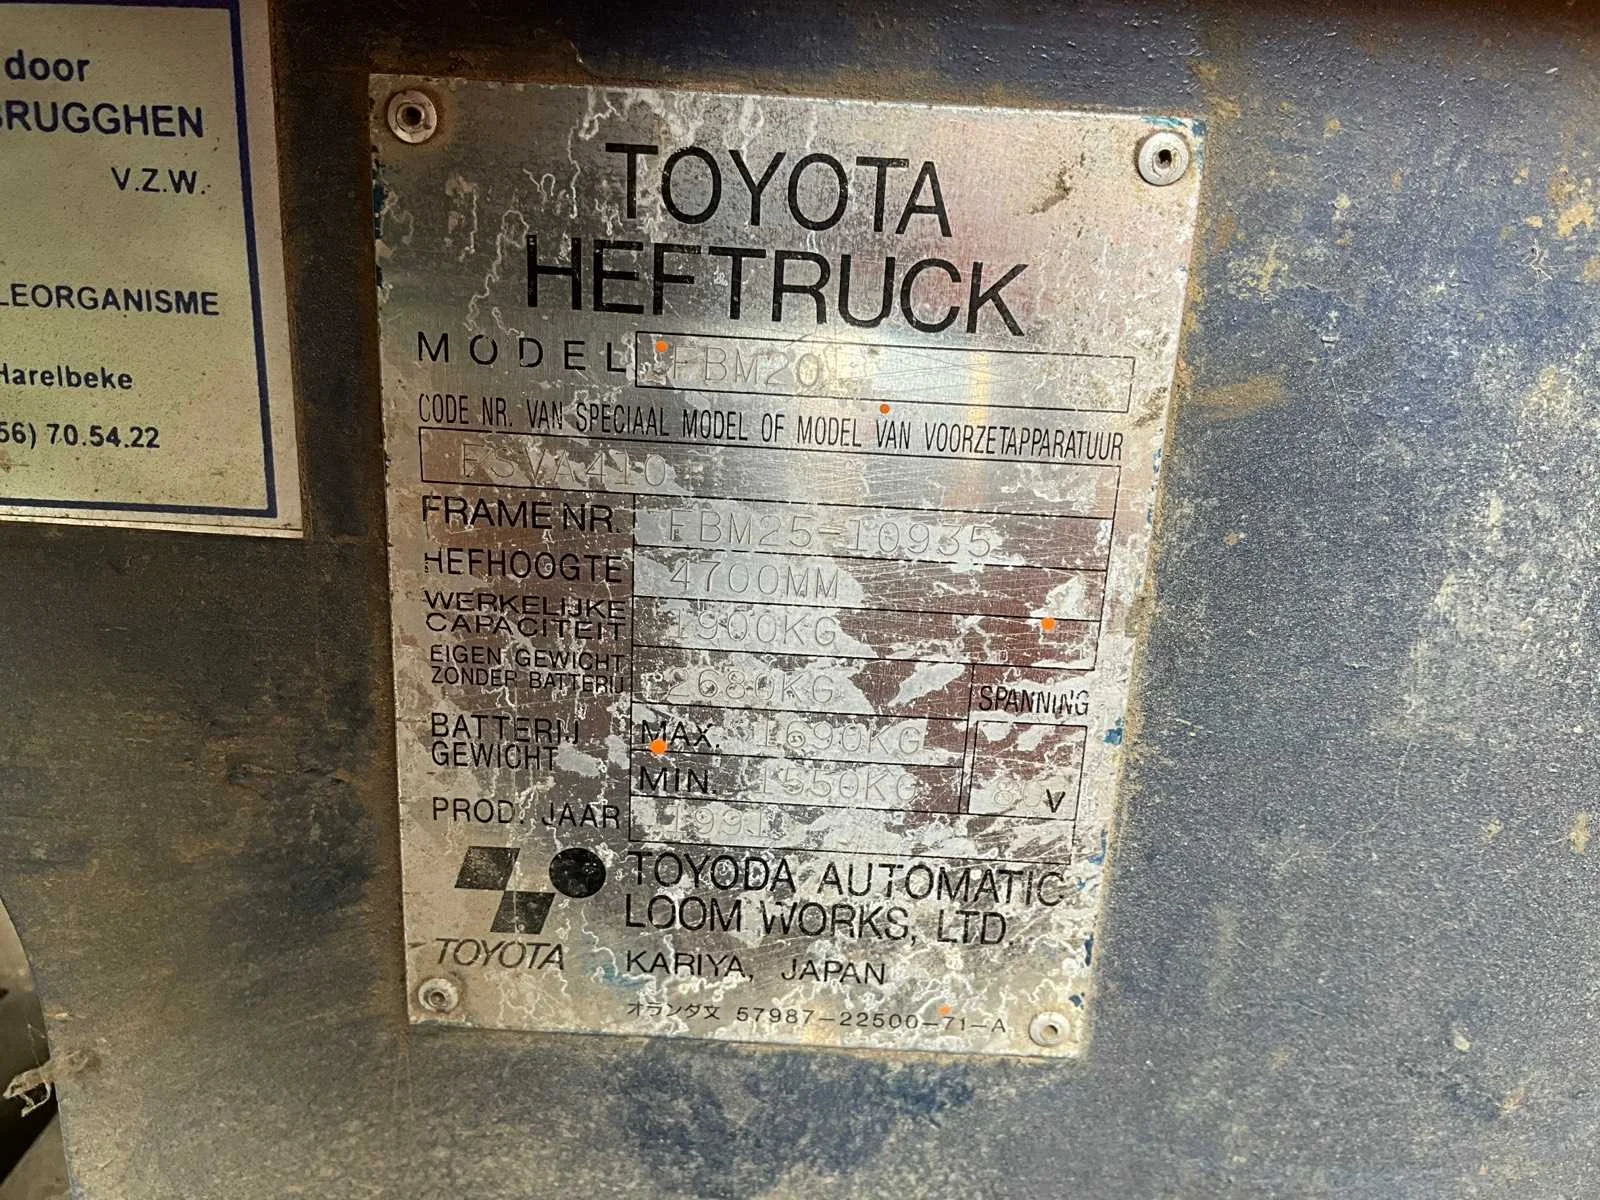 door
BRUGGHEN
V.Z.W.
LEORGANISME
Harelbeke
56) 70.54.22
TOYOTA
HEFTRUCK
MODEL FBM20
CODE NR. VAN SPECIAAL MODEL OF MODEL VAN VOORZETAPPARATUUR
FSVA410
FRAME NR. FBM25-10935
HEFHOOGTE 4700MM
WERKELIJKE CAPACITEIT 1900KG
EIGEN GEWICHT ZONDER BATTERIJ 2680KG
SPANNING 80 V
BATTERIJ GEWICHT MAX. 1690KG
MIN. 1550KG
PROD. JAAR 1991
TOYODA AUTOMATIC
LOOM WORKS, LTD.
TOYOTA KARIYA, JAPAN
オランダ文 57987-22500-71-A